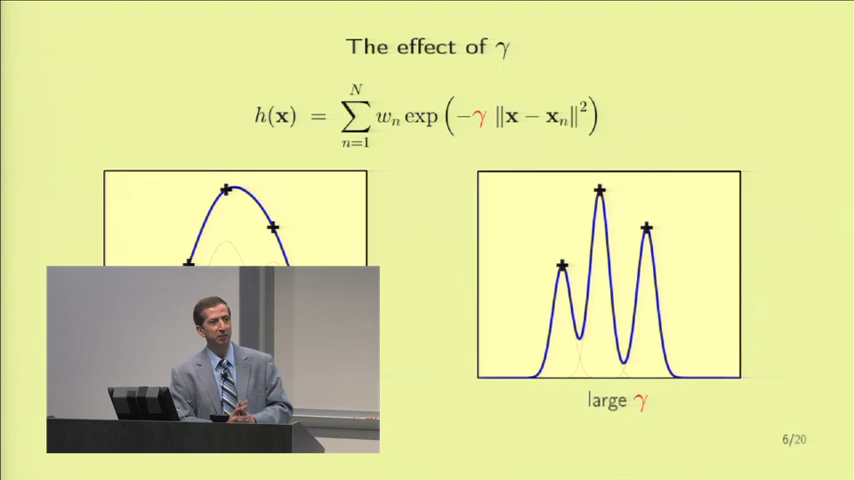 The effect of γ
h(x) = ∑_{n=1}^{N} w_n exp (−γ ‖x − x_n‖²)
large γ
6/20